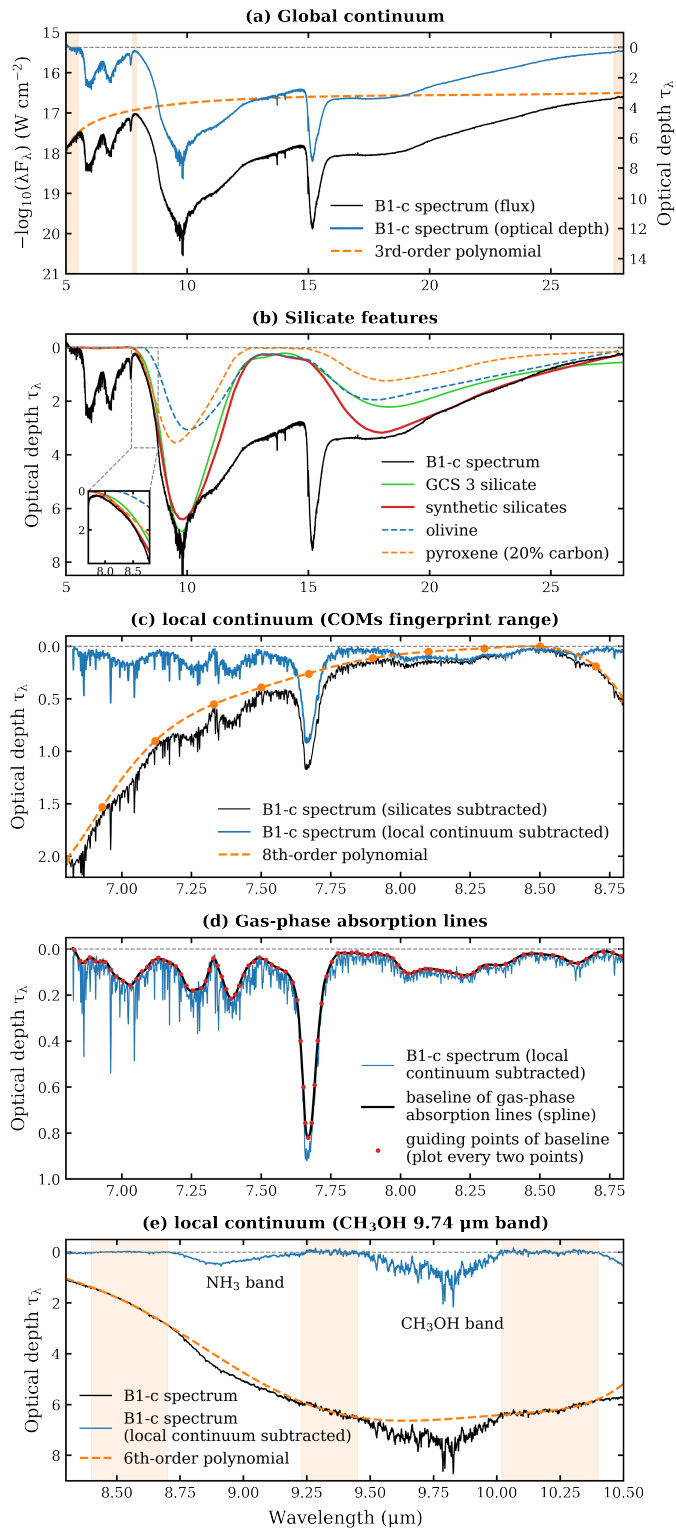 (a) Global continuum
−log₁₀(λF_λ) (W cm⁻²)
15
16
17
18
19
20
21
0
2
4
6
8
10
12
14
Optical depth τ_λ
B1-c spectrum (flux)
B1-c spectrum (optical depth)
3rd-order polynomial
5 10 15 20 25
(b) Silicate features
Optical depth τ_λ
0
2
4
6
8
B1-c spectrum
GCS 3 silicate
synthetic silicates
olivine
pyroxene (20% carbon)
0
2
8.0 8.5
5 10 15 20 25
(c) local continuum (COMs fingerprint range)
Optical depth τ_λ
0.0
0.5
1.0
1.5
2.0
B1-c spectrum (silicates subtracted)
B1-c spectrum (local continuum subtracted)
8th-order polynomial
7.00 7.25 7.50 7.75 8.00 8.25 8.50 8.75
(d) Gas-phase absorption lines
Optical depth τ_λ
0.0
0.2
0.4
0.6
0.8
1.0
B1-c spectrum (local
continuum subtracted)
baseline of gas-phase
absorption lines (spline)
guiding points of baseline
(plot every two points)
7.00 7.25 7.50 7.75 8.00 8.25 8.50 8.75
(e) local continuum (CH₃OH 9.74 μm band)
Optical depth τ_λ
0
2
4
6
8
NH₃ band
CH₃OH band
B1-c spectrum
B1-c spectrum
(local continuum subtracted)
6th-order polynomial
8.50 8.75 9.00 9.25 9.50 9.75 10.00 10.25 10.50
Wavelength (μm)